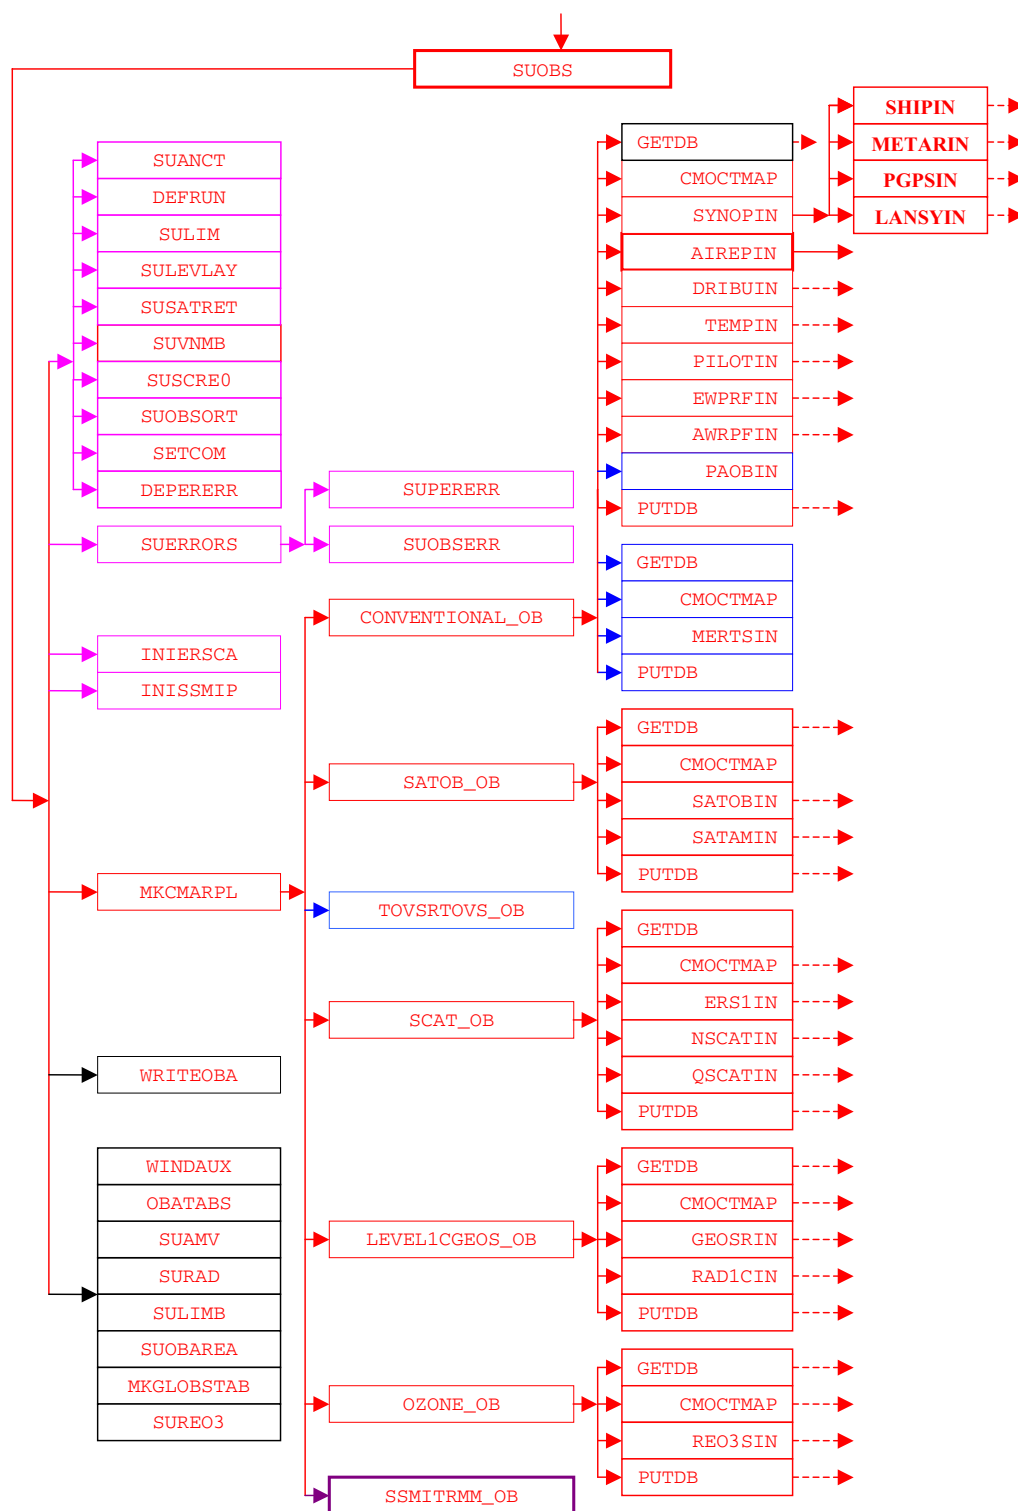 SUOBS
SHIPIN
METARIN
PGPSIN
LANSYIN
SUANCT
DEFRUN
SULIM
SULEVLAY
SUSATRET
SUVNMB
SUSCRE0
SUOBSORT
SETCOM
DEPERERR
SUERRORS
SUPERERR
SUOBSERR
INIERSCA
INISSMIP
MKCMARPL
WRITEOBA
WINDAUX
OBATABS
SUAMV
SURAD
SULIMB
SUOBAREA
MKGLOBSTAB
SUREO3
CONVENTIONAL_OB
SATOB_OB
TOVSRTOVS_OB
SCAT_OB
LEVEL1CGEOS_OB
OZONE_OB
SSMITRMM_OB
GETDB
CMOCTMAP
SYNOPIN
AIREPIN
DRIBUIN
TEMPIN
PILOTIN
EWPRFIN
AWRPFIN
PAOBIN
PUTDB
GETDB
CMOCTMAP
MERTSIN
PUTDB
GETDB
CMOCTMAP
SATOBIN
SATAMIN
PUTDB
GETDB
CMOCTMAP
ERS1IN
NSCATIN
QSCATIN
PUTDB
GETDB
CMOCTMAP
GEOSRIN
RAD1CIN
PUTDB
GETDB
CMOCTMAP
REO3SIN
PUTDB